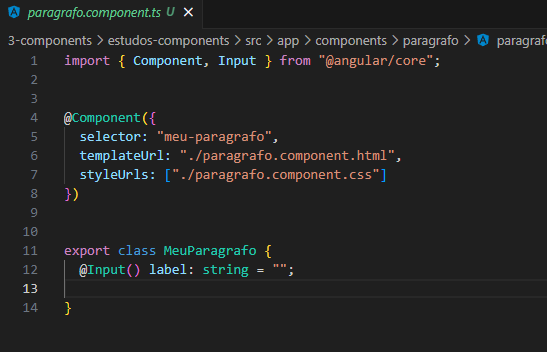 paragrafo.component.ts U ×
3-components > estudos-components > src > app > components > paragrafo > paragrafo
1 import { Component, Input } from "@angular/core";
2
3
4 @Component({
5   selector: "meu-paragrafo",
6   templateUrl: "./paragrafo.component.html",
7   styleUrls: ["./paragrafo.component.css"]
8 })
9
10
11 export class MeuParagrafo {
12   @Input() label: string = "";
13
14 }